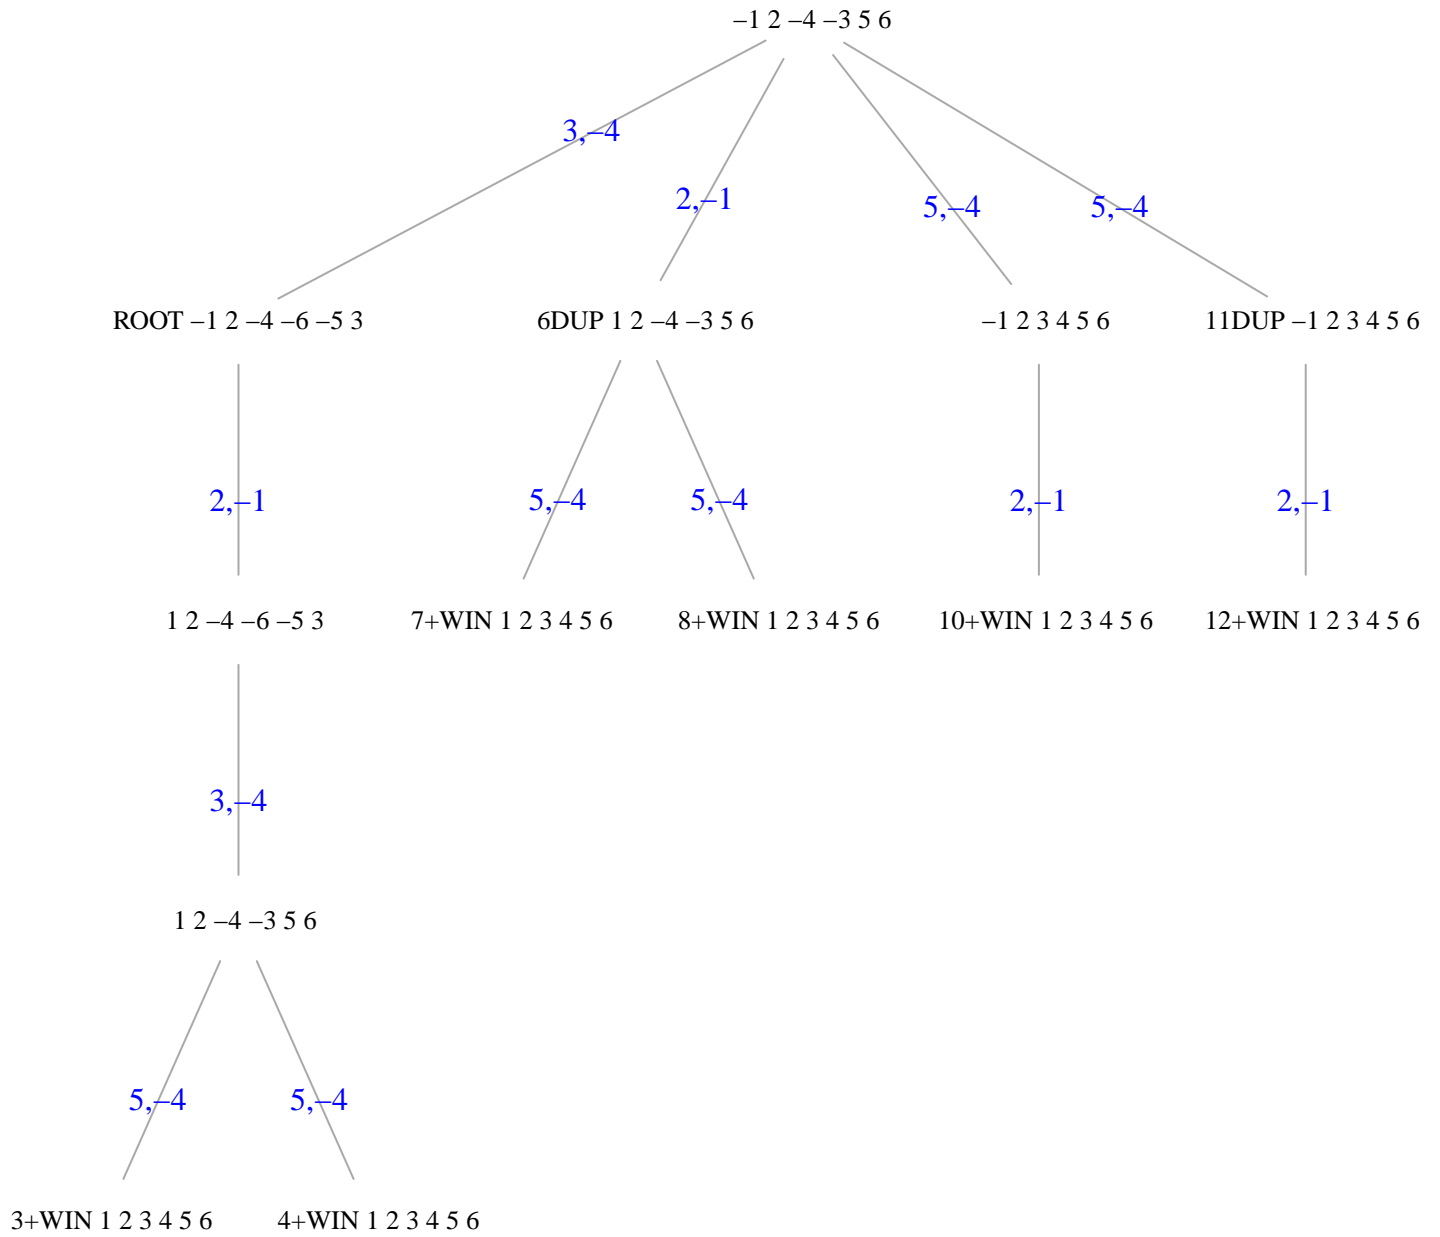 –1 2 –4 –3 5 6
3,–4
2,–1
5,–4
5,–4
ROOT –1 2 –4 –6 –5 3
6DUP 1 2 –4 –3 5 6
–1 2 3 4 5 6
11DUP –1 2 3 4 5 6
2,–1
5,–4
5,–4
2,–1
2,–1
1 2 –4 –6 –5 3
7+WIN 1 2 3 4 5 6
8+WIN 1 2 3 4 5 6
10+WIN 1 2 3 4 5 6
12+WIN 1 2 3 4 5 6
3,–4
1 2 –4 –3 5 6
5,–4
5,–4
3+WIN 1 2 3 4 5 6
4+WIN 1 2 3 4 5 6